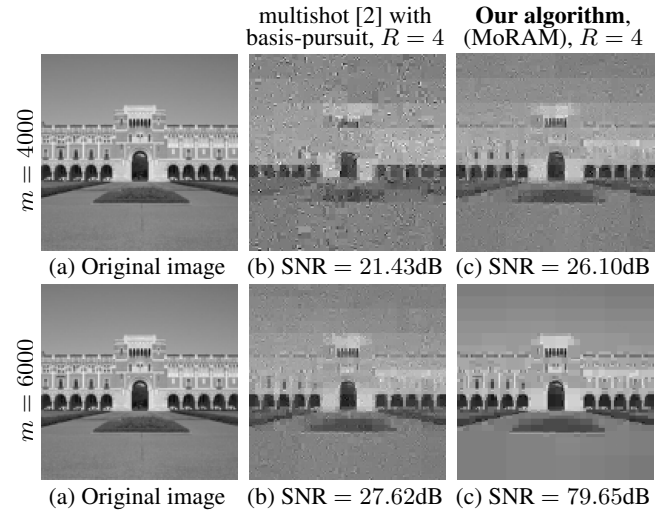 multishot [2] with
basis-pursuit, R = 4
Our algorithm,
(MoRAM), R = 4
m = 4000
(a) Original image
(b) SNR = 21.43dB
(c) SNR = 26.10dB
m = 6000
(a) Original image
(b) SNR = 27.62dB
(c) SNR = 79.65dB